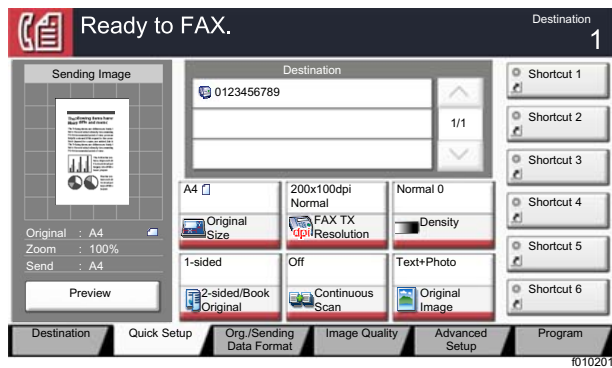 Ready to FAX.
Destination
1
Sending Image
Original : A4
Zoom : 100%
Send : A4
Preview
Destination
0123456789
1/1
A4
Original
Size
200x100dpi
Normal
dpi
FAX TX
Resolution
Normal 0
Density
1-sided
2-sided/Book
Original
Off
Continuous
Scan
Text+Photo
Original
Image
Shortcut 1
Shortcut 2
Shortcut 3
Shortcut 4
Shortcut 5
Shortcut 6
Destination
Quick Setup
Org./Sending
Data Format
Image Quality
Advanced
Setup
Program
f010201